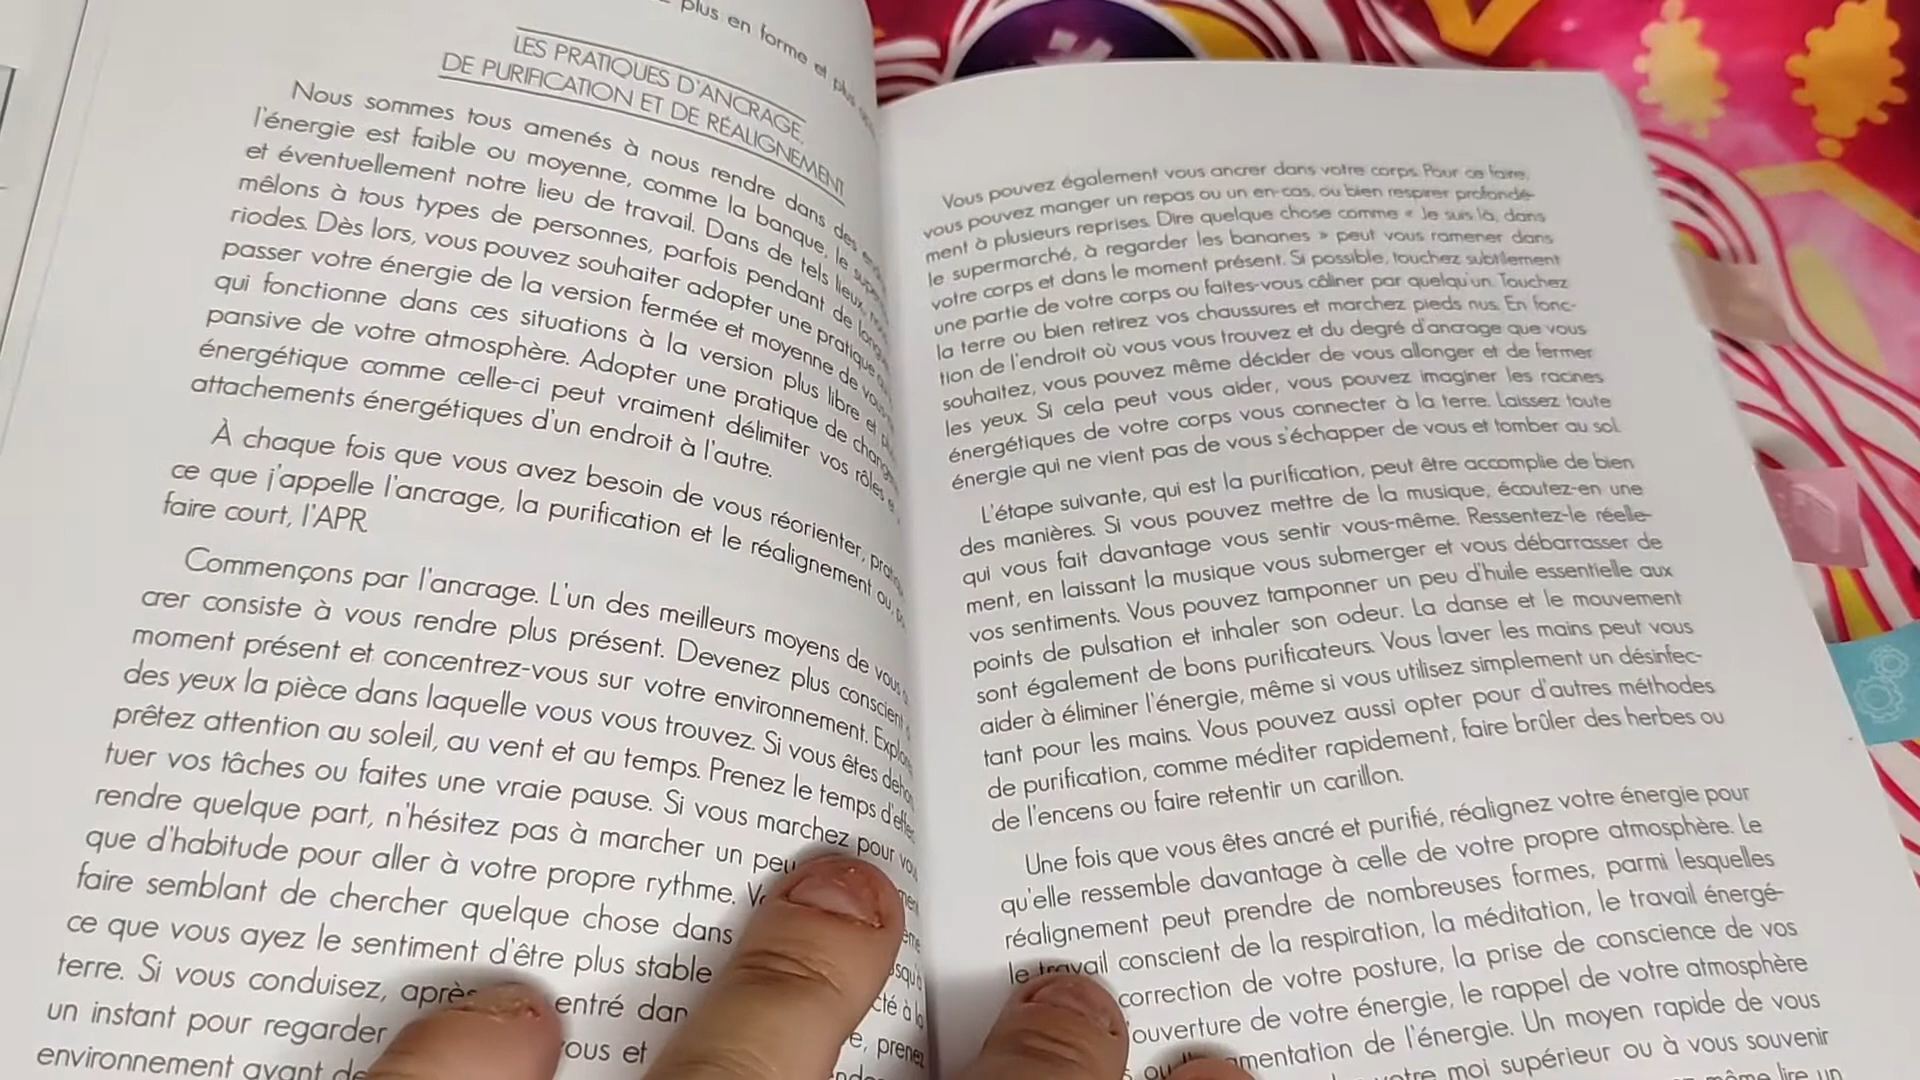 plus en forme et plus
LES PRATIQUES D'ANCRAGE,
DE PURIFICATION ET DE RÉALIGNEMENT
Nous sommes tous amenés à nous rendre dans des
l'énergie est faible ou moyenne, comme la banque, le
et éventuellement notre lieu de travail. Dans de tels lieux, nous
mêlons à tous types de personnes, parfois pendant de
riodes. Dès lors, vous pouvez souhaiter adopter une pratique
passer votre énergie de la version fermée et moyenne de
qui fonctionne dans ces situations à la version plus libre et
pansive de votre atmosphère. Adopter une pratique de
énergétique comme celle-ci peut vraiment délimiter vos rôles
attachements énergétiques d'un endroit à l'autre.
À chaque fois que vous avez besoin de vous réorienter,
ce que j'appelle l'ancrage, la purification et le réalignement ou,
faire court, l'APR
Commençons par l'ancrage. L'un des meilleurs moyens de vous
crer consiste à vous rendre plus présent. Devenez plus conscient
moment présent et concentrez-vous sur votre environnement.
des yeux la pièce dans laquelle vous vous trouvez. Si vous êtes
prêtez attention au soleil, au vent et au temps. Prenez le temps
tuer vos tâches ou faites une vraie pause. Si vous marchez pour
rendre quelque part, n'hésitez pas à marcher un peu
que d'habitude pour aller à votre propre rythme.
faire semblant de chercher quelque chose dans
ce que vous ayez le sentiment d'être plus stable
terre. Si vous conduisez, après entré
un instant pour regarder vous et
environnement avant
Vous pouvez également vous ancrer dans votre corps. Pour ce faire,
vous pouvez manger un repas ou un en-cas, ou bien respirer profondé-
ment à plusieurs reprises. Dire quelque chose comme « Je suis là, dans
le supermarché, à regarder les bananes » peut vous ramener dans
votre corps et dans le moment présent. Si possible, touchez subtilement
une partie de votre corps ou faites-vous câliner par quelqu'un. Touchez
la terre ou bien retirez vos chaussures et marchez pieds nus. En fonc-
tion de l'endroit où vous vous trouvez et du degré d'ancrage que vous
souhaitez, vous pouvez même décider de vous allonger et de fermer
les yeux. Si cela peut vous aider, vous pouvez imaginer les racines
énergétiques de votre corps vous connecter à la terre. Laissez toute
énergie qui ne vient pas de vous s'échapper de vous et tomber au sol.
L'étape suivante, qui est la purification, peut être accomplie de bien
des manières. Si vous pouvez mettre de la musique, écoutez-en une
qui vous fait davantage vous sentir vous-même. Ressentez-le réelle-
ment, en laissant la musique vous submerger et vous débarrasser de
vos sentiments. Vous pouvez tamponner un peu d'huile essentielle aux
points de pulsation et inhaler son odeur. La danse et le mouvement
sont également de bons purificateurs. Vous laver les mains peut vous
aider à éliminer l'énergie, même si vous utilisez simplement un désinfec-
tant pour les mains. Vous pouvez aussi opter pour d'autres méthodes
de purification, comme méditer rapidement, faire brûler des herbes ou
de l'encens ou faire retentir un carillon.
Une fois que vous êtes ancré et purifié, réalignez votre énergie pour
qu'elle ressemble davantage à celle de votre propre atmosphère. Le
réalignement peut prendre de nombreuses formes, parmi lesquelles
le travail conscient de la respiration, la méditation, le travail énergé-
correction de votre posture, la prise de conscience de vos
l'ouverture de votre énergie, le rappel de votre atmosphère
de l'énergie. Un moyen rapide de vous
votre moi supérieur ou à vous souvenir
même lire un